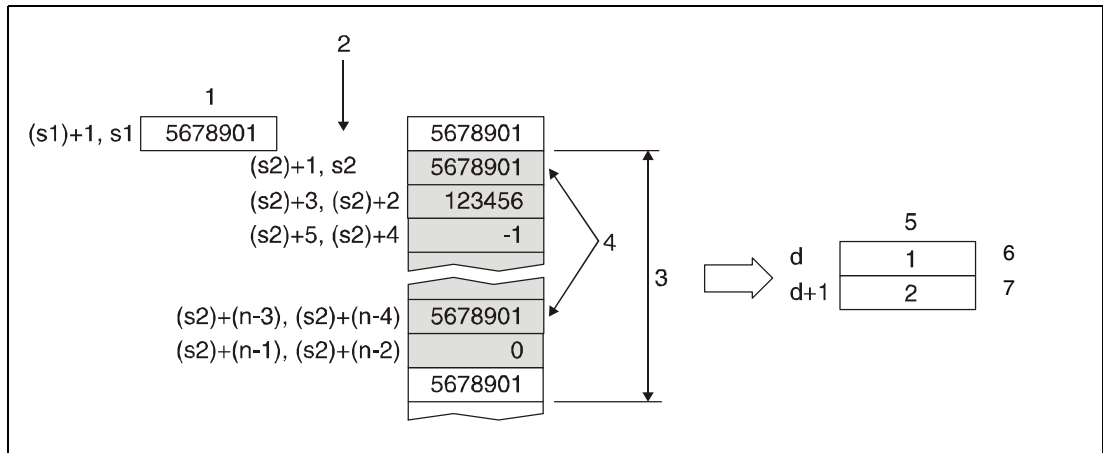 2
1
(s1)+1, s1 5678901 5678901
(s2)+1, s2 5678901
(s2)+3, (s2)+2 123456
(s2)+5, (s2)+4 -1
4
3
5
d 1 6
d+1 2 7
(s2)+(n-3), (s2)+(n-4) 5678901
(s2)+(n-1), (s2)+(n-2) 0
5678901